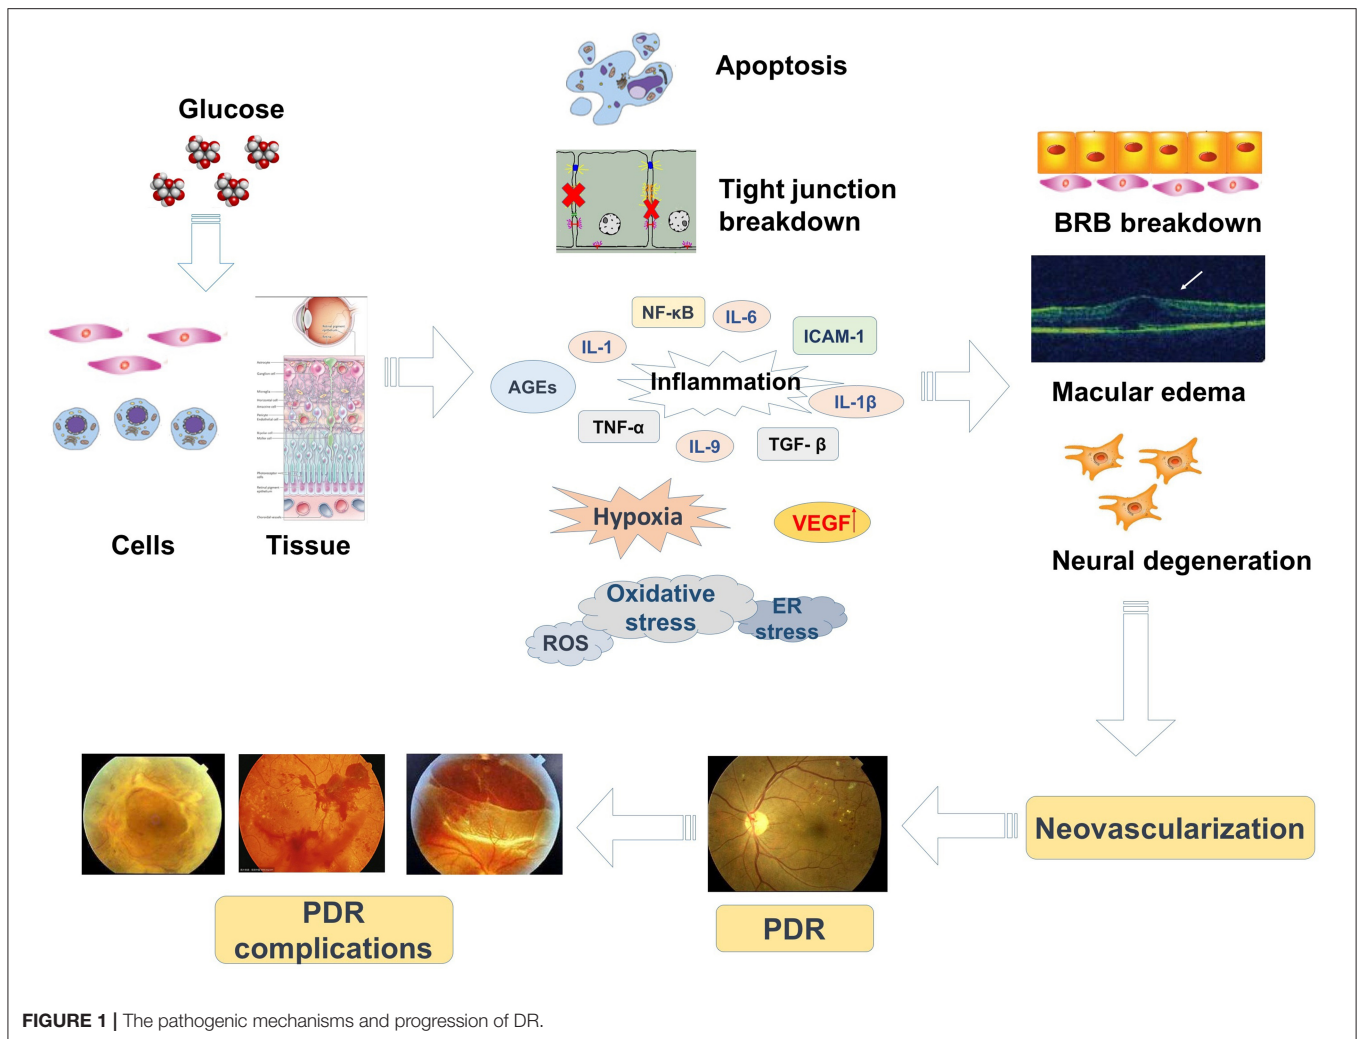 Glucose
Apoptosis
Tight junction
breakdown
BRB breakdown
NF-κB
IL-6
ICAM-1
IL-1
AGEs
Inflammation
IL-1β
TNF-α
IL-9
TGF- β
Macular edema
Hypoxia
VEGF↑
Cells
Tissue
Neural degeneration
Oxidative
stress
ER
stress
ROS
Neovascularization
PDR
complications
PDR
FIGURE 1 | The pathogenic mechanisms and progression of DR.